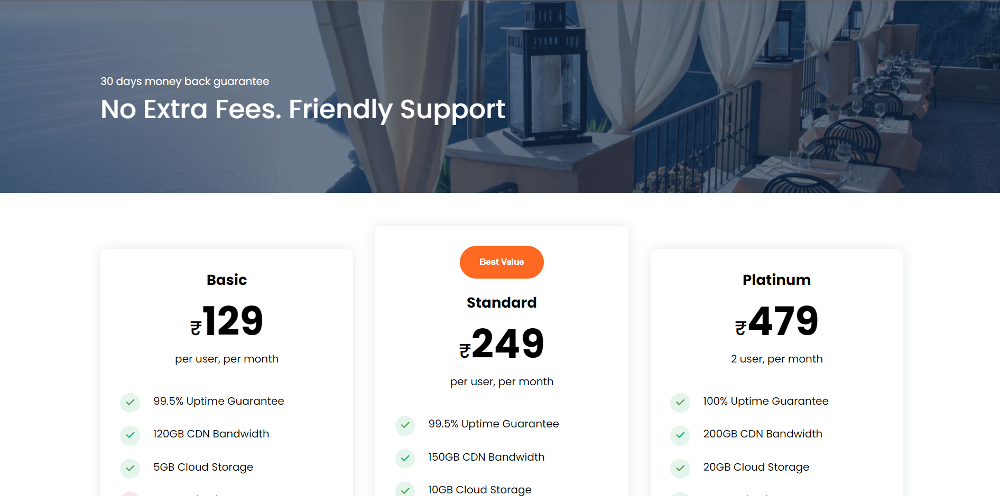 30 days money back guarantee
No Extra Fees. Friendly Support
Basic
₹129
per user, per month
99.5% Uptime Guarantee
120GB CDN Bandwidth
5GB Cloud Storage
Best Value
Standard
₹249
per user, per month
99.5% Uptime Guarantee
150GB CDN Bandwidth
10GB Cloud Storage
Platinum
₹479
2 user, per month
100% Uptime Guarantee
200GB CDN Bandwidth
20GB Cloud Storage